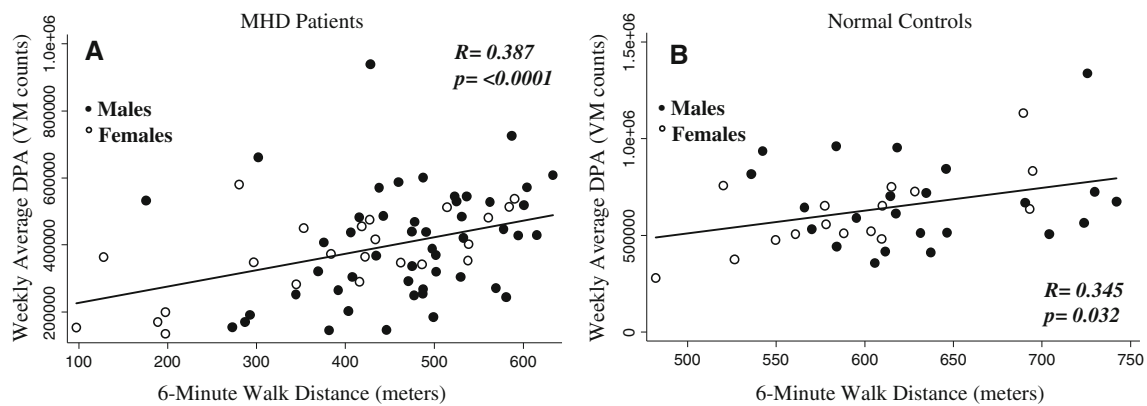 MHD Patients
A
R= 0.387
p= <0.0001
Males
Females
Weekly Average DPA (VM counts)
1.0e+06
800000
600000
400000
200000
100
200
300
400
500
600
6-Minute Walk Distance (meters)
Normal Controls
B
Males
Females
R= 0.345
p= 0.032
Weekly Average DPA (VM counts)
1.5e+06
1.0e+06
500000
0
500
550
600
650
700
750
6-Minute Walk Distance (meters)